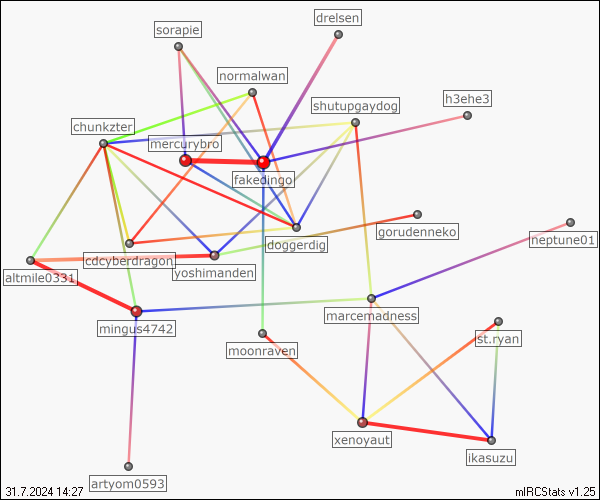 drelsen
sorapie
normalwan
h3ehe3
shutupgaydog
chunkzter
mercurybro
fakedingo
gorudenneko
doggerdig
neptune01
cdcyberdragon
yoshimanden
altmile0331
marcemadness
mingus4742
st.ryan
moonraven
xenoyaut
ikasuzu
artyom0593
31.7.2024 14:27
mIRCStats v1.25